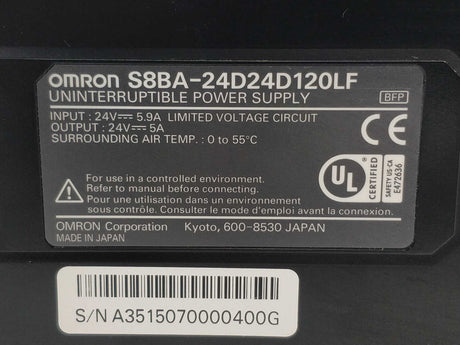 OMRON S8BA-24D24D120LF
UNINTERRUPTIBLE POWER SUPPLY
BFP
INPUT : 24V⎓ 5.9A LIMITED VOLTAGE CIRCUIT
OUTPUT : 24V⎓ 5A
SURROUNDING AIR TEMP. : 0 to 55°C
CE
For use in a controlled environment.
Refer to manual before connecting.
Pour une utilisation dans un environnement
sous contrôle. Consulter le mode d'emploi avant la connexion.
UL
CERTIFIED
SAFETY US-CA
E472636
OMRON Corporation Kyoto, 600-8530 JAPAN
MADE IN JAPAN
S/N A3515070000400G